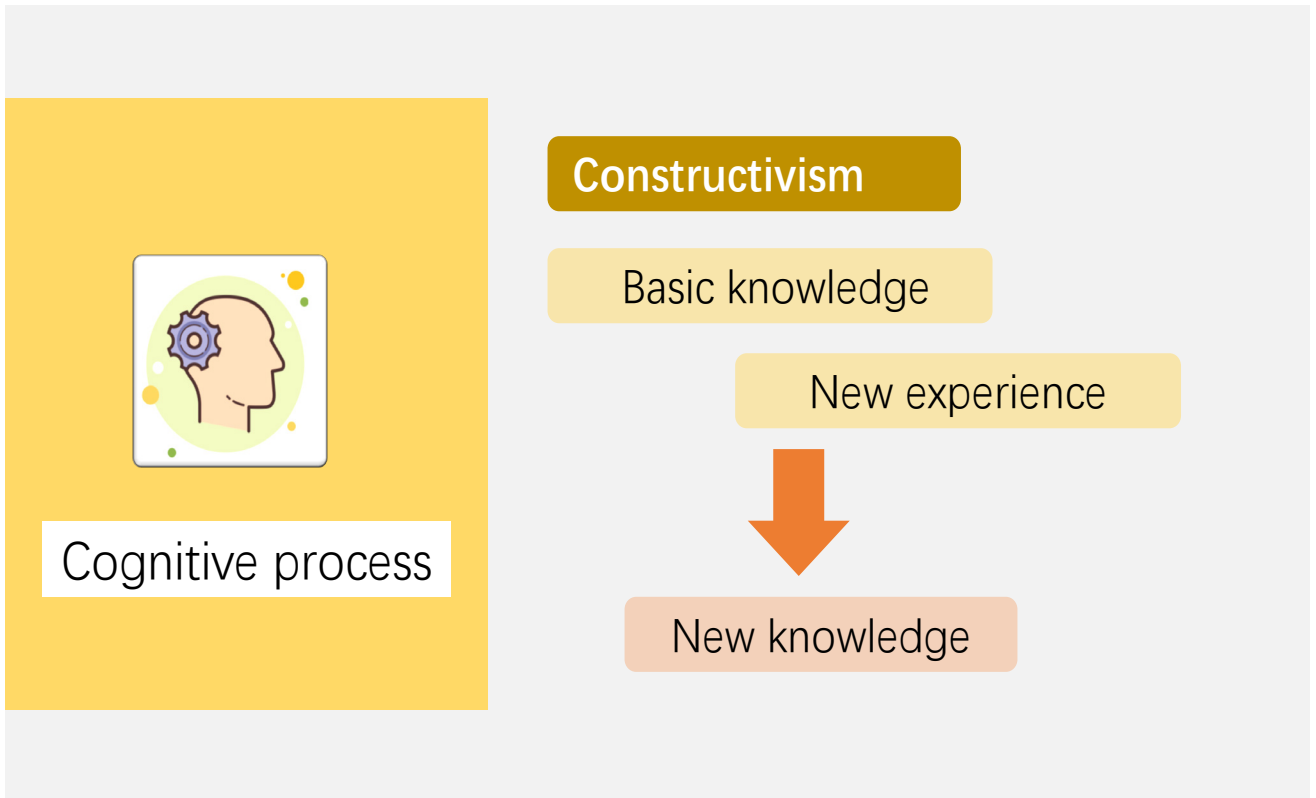 Constructivism
Basic knowledge
New experience
New knowledge
Cognitive process